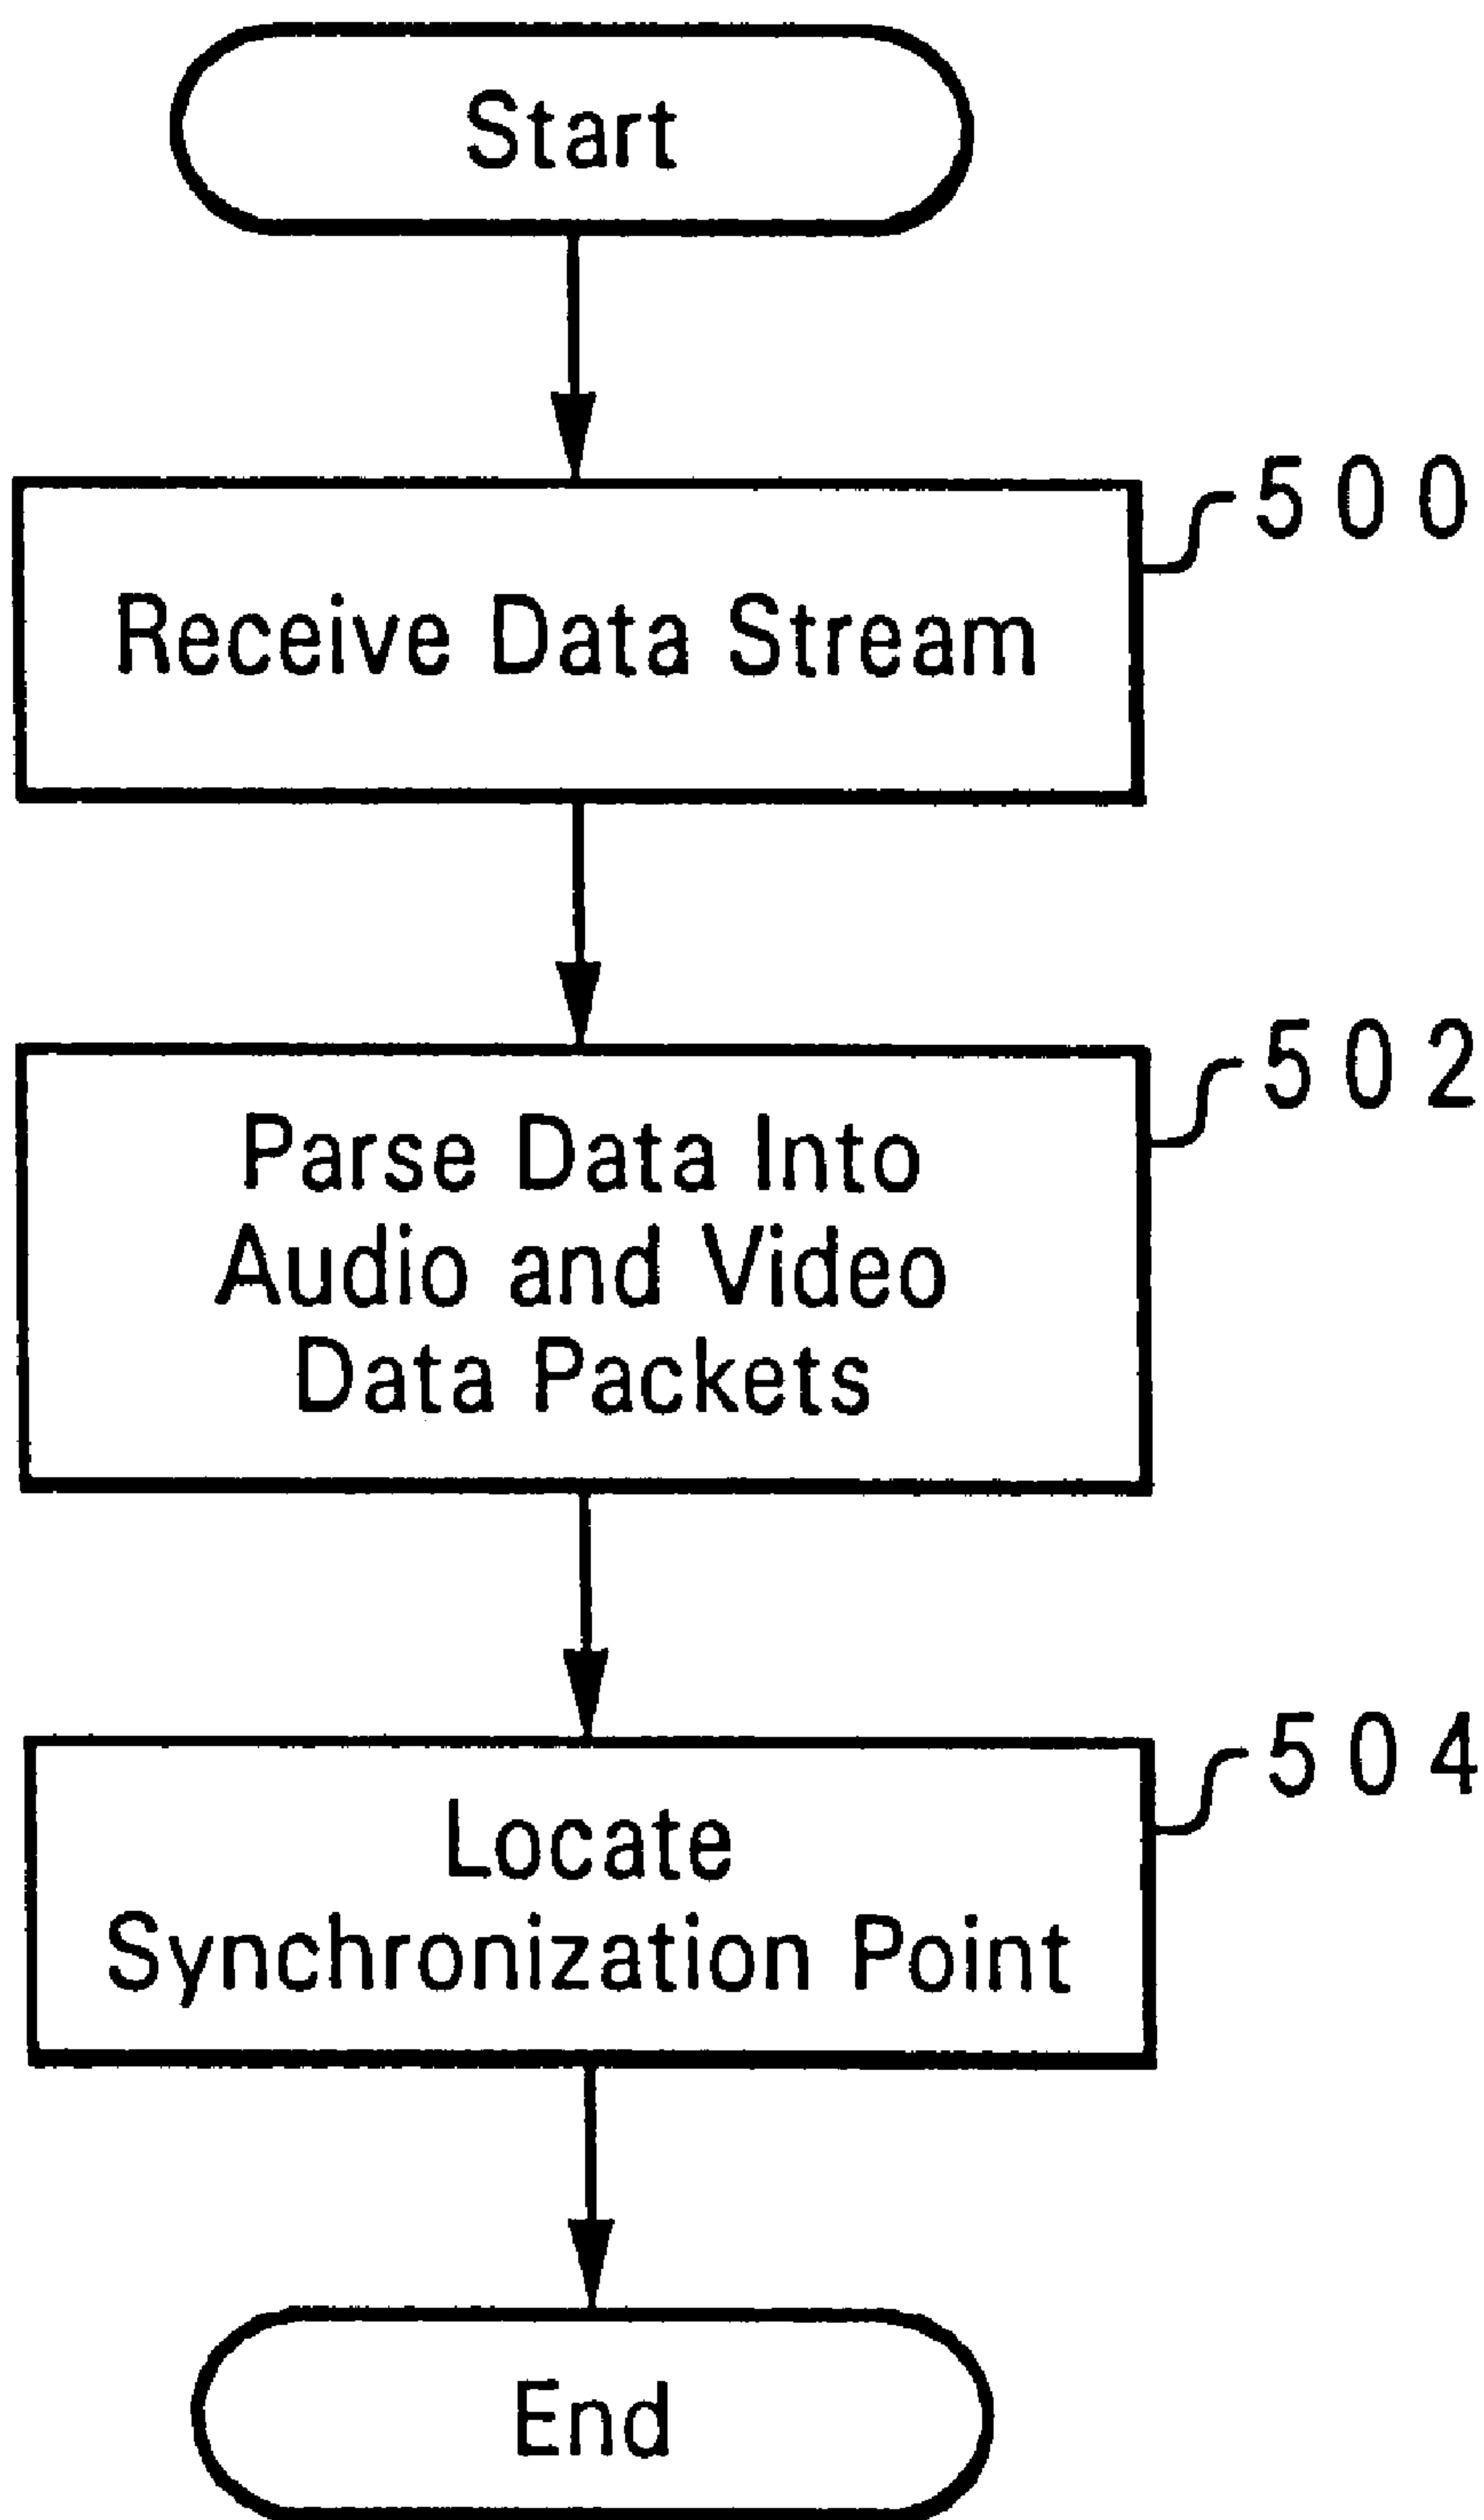 Start
500
Receive Data Stream
502
Parse Data Into
Audio and Video
Data Packets
504
Locate
Synchronization Point
End